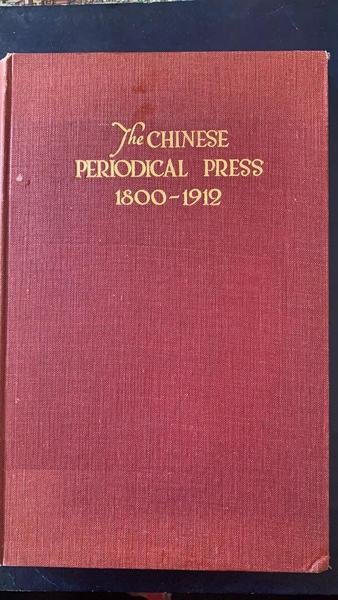 The CHINESE
PERIODICAL PRESS
1800-1912